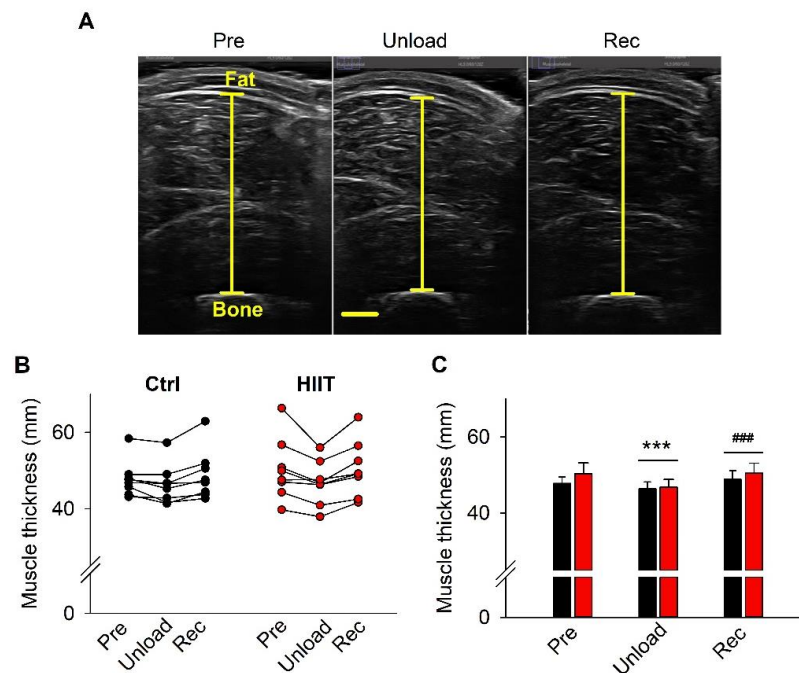 A
Pre Unload Rec
Fat
Bone
B
Ctrl HIIT
Muscle thickness (mm)
60
40
0
Pre Unload Rec Pre Unload Rec
C
Muscle thickness (mm)
60
40
0
***
###
Pre Unload Rec